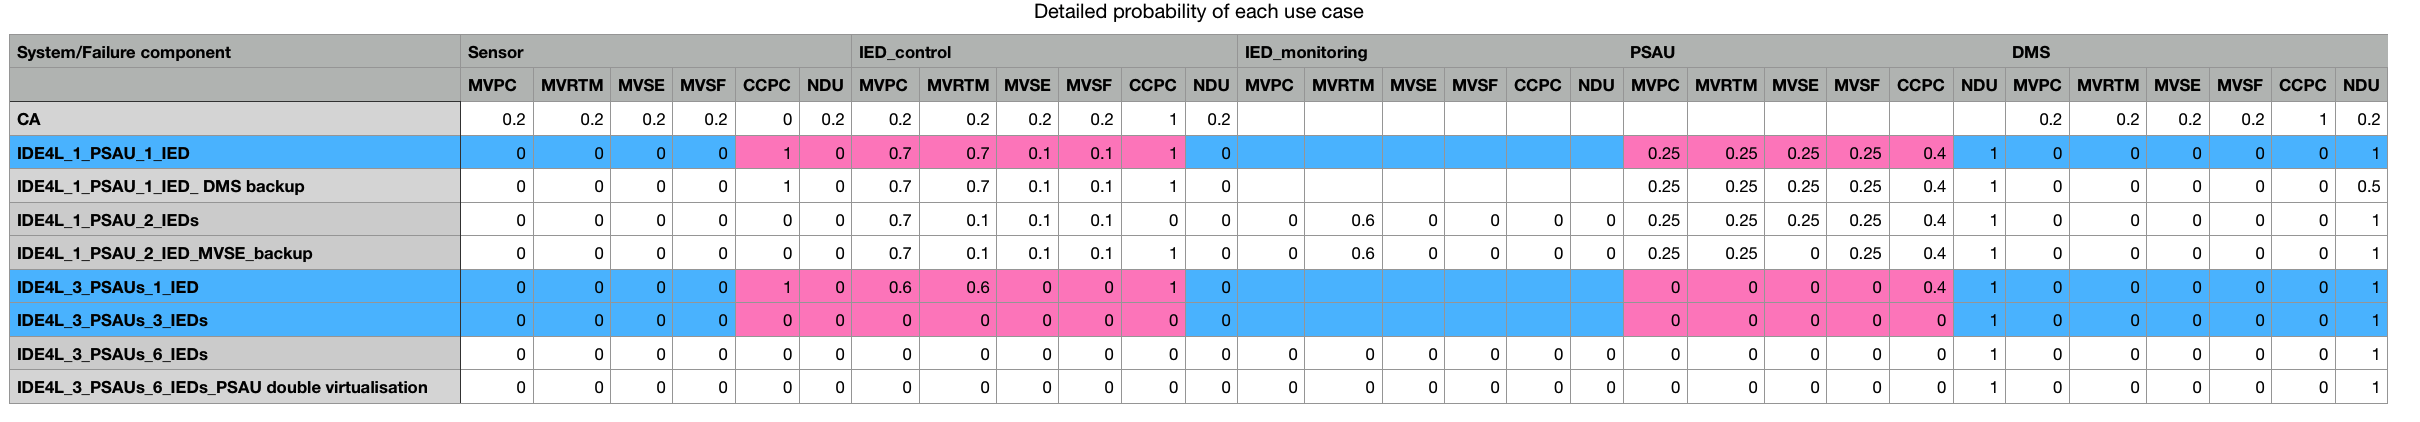 Detailed probability of each use case
System/Failure component Sensor IED_control IED_monitoring PSAU DMS
MVPC MVRTM MVSE MVSF CCPC NDU MVPC MVRTM MVSE MVSF CCPC NDU MVPC MVRTM MVSE MVSF CCPC NDU MVPC MVRTM MVSE MVSF CCPC NDU MVPC MVRTM MVSE MVSF CCPC NDU
CA 0.2 0.2 0.2 0.2 0 0.2 0.2 0.2 0.2 0.2 1 0.2 0.2 0.2 0.2 0.2 1 0.2
IDE4L_1_PSAU_1_IED 0 0 0 0 1 0 0.7 0.7 0.1 0.1 1 0 0.25 0.25 0.25 0.25 0.4 1 0 0 0 0 0 1
IDE4L_1_PSAU_1_IED_ DMS backup 0 0 0 0 1 0 0.7 0.7 0.1 0.1 1 0 0.25 0.25 0.25 0.25 0.4 1 0 0 0 0 0 0.5
IDE4L_1_PSAU_2_IEDs 0 0 0 0 0 0 0.7 0.1 0.1 0.1 0 0 0 0.6 0 0 0 0 0.25 0.25 0.25 0.25 0.4 1 0 0 0 0 0 1
IDE4L_1_PSAU_2_IED_MVSE_backup 0 0 0 0 0 0 0.7 0.1 0.1 0.1 1 0 0 0.6 0 0 0 0 0.25 0.25 0 0.25 0.4 1 0 0 0 0 0 1
IDE4L_3_PSAUs_1_IED 0 0 0 0 1 0 0.6 0.6 0 0 1 0 0 0 0 0 0.4 1 0 0 0 0 0 1
IDE4L_3_PSAUs_3_IEDs 0 0 0 0 0 0 0 0 0 0 0 0 0 0 0 0 0 1 0 0 0 0 0 1
IDE4L_3_PSAUs_6_IEDs 0 0 0 0 0 0 0 0 0 0 0 0 0 0 0 0 0 0 0 0 0 0 0 1 0 0 0 0 0 1
IDE4L_3_PSAUs_6_IEDs_PSAU double virtualisation 0 0 0 0 0 0 0 0 0 0 0 0 0 0 0 0 0 0 0 0 0 0 0 1 0 0 0 0 0 1